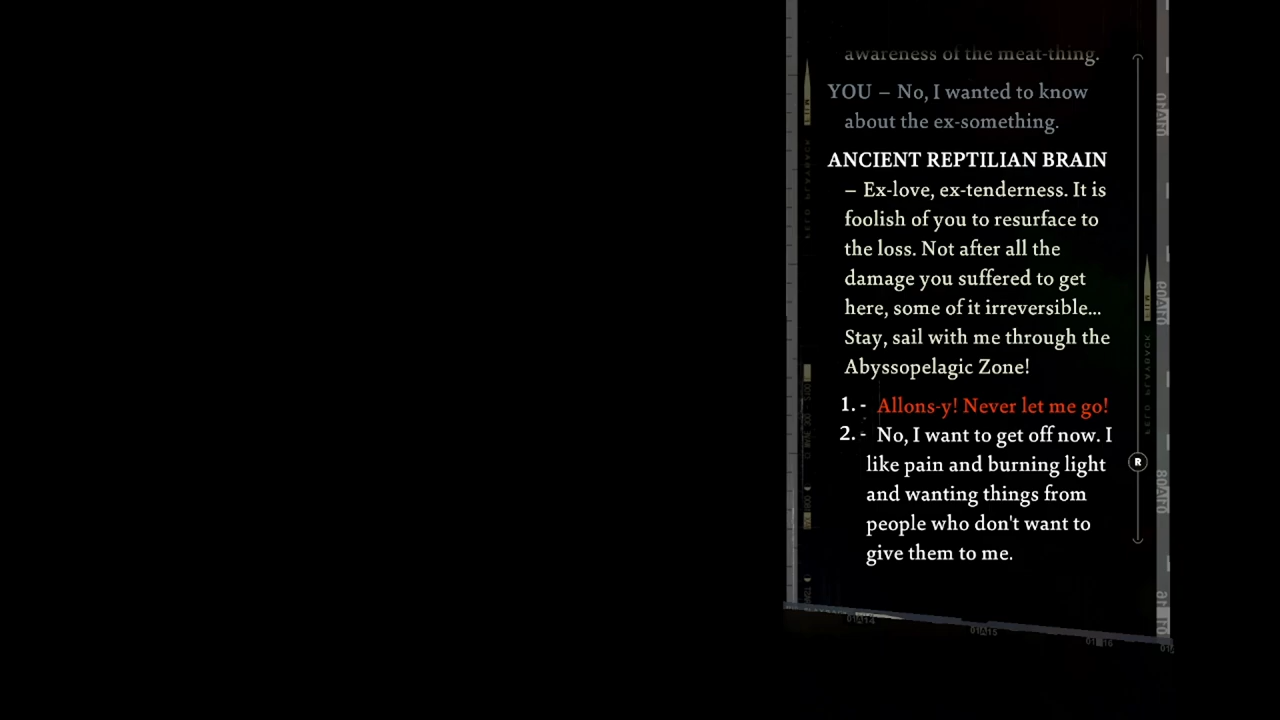 awareness of the meat-thing.
YOU – No, I wanted to know
about the ex-something.
ANCIENT REPTILIAN BRAIN
– Ex-love, ex-tenderness. It is
foolish of you to resurface to
the loss. Not after all the
damage you suffered to get
here, some of it irreversible...
Stay, sail with me through the
Abyssopelagic Zone!
1. - Allons-y! Never let me go!
2. - No, I want to get off now. I
like pain and burning light
and wanting things from
people who don't want to
give them to me.
R
01A15